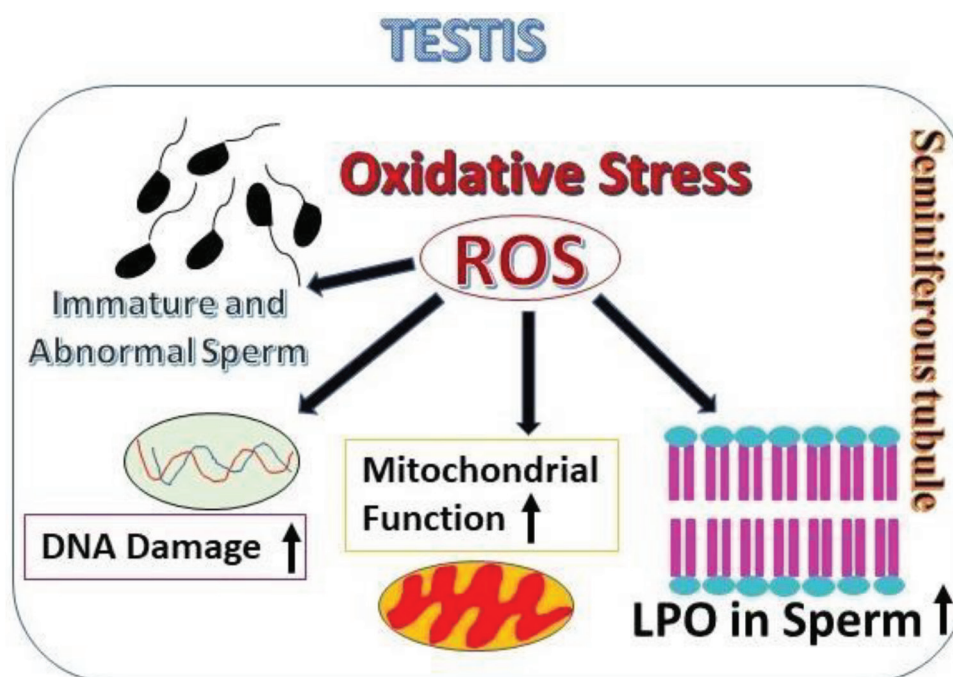 TESTIS
Oxidative Stress
ROS
Seminiferous tubule
Immature and
Abnormal Sperm
DNA Damage ↑
Mitochondrial
Function ↑
LPO in Sperm ↑